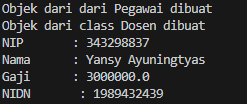 Objek dari dari Pegawai dibuat
Objek dari class Dosen dibuat
NIP     : 343298837
Nama    : Yansy Ayuningtyas
Gaji    : 3000000.0
NIDN     : 1989432439